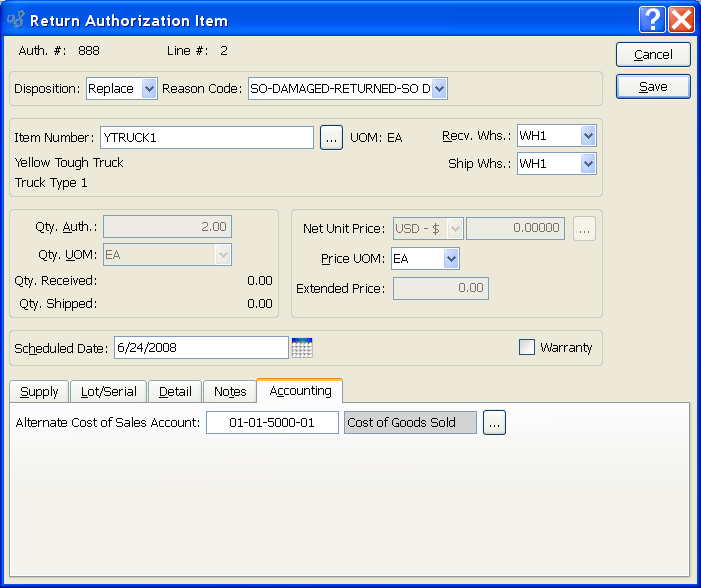 Return Authorization Item
Auth. #: 888 Line #: 2
Cancel
Disposition: Replace Reason Code: SO-DAMAGED-RETURNED-SO D
Save
Item Number: YTRUCK1 ... UOM: EA Recv. Whs.: WH1
Yellow Tough Truck Ship Whs.: WH1
Truck Type 1
Qty. Auth.: 2.00 Net Unit Price: USD - $ 0.00000 ...
Qty. UOM: EA Price UOM: EA
Qty. Received: 0.00 Extended Price: 0.00
Qty. Shipped: 0.00
Scheduled Date: 6/24/2008 Warranty
Supply Lot/Serial Detail Notes Accounting
Alternate Cost of Sales Account: 01-01-5000-01 Cost of Goods Sold ...